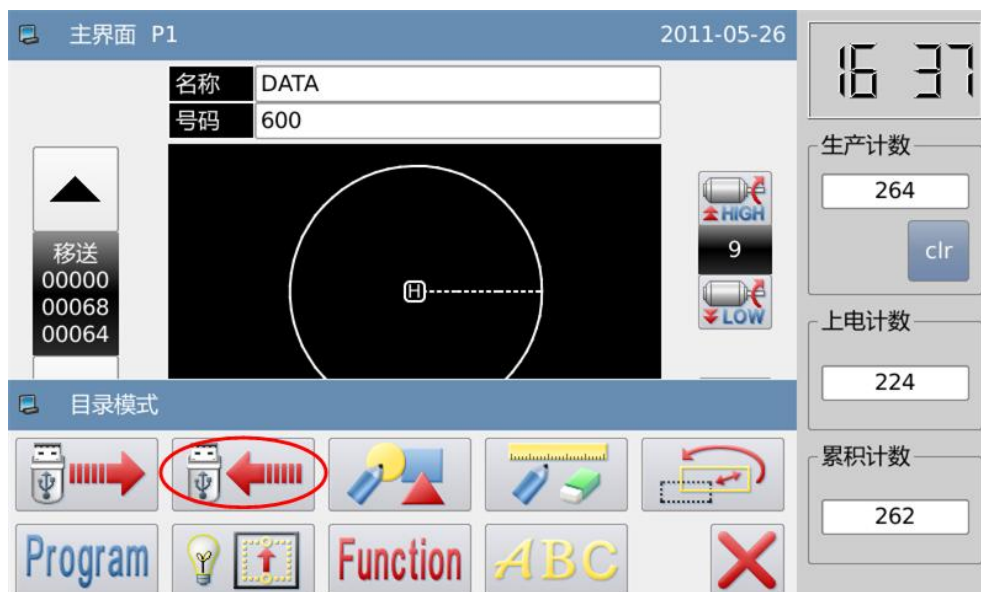 主界面 P1
2011-05-26
名称 DATA
号码 600
移送
00000
00068
00064
H
HIGH
9
LOW
目录模式
Program
Function
ABC
16 37
生产计数
264
clr
上电计数
224
累积计数
262